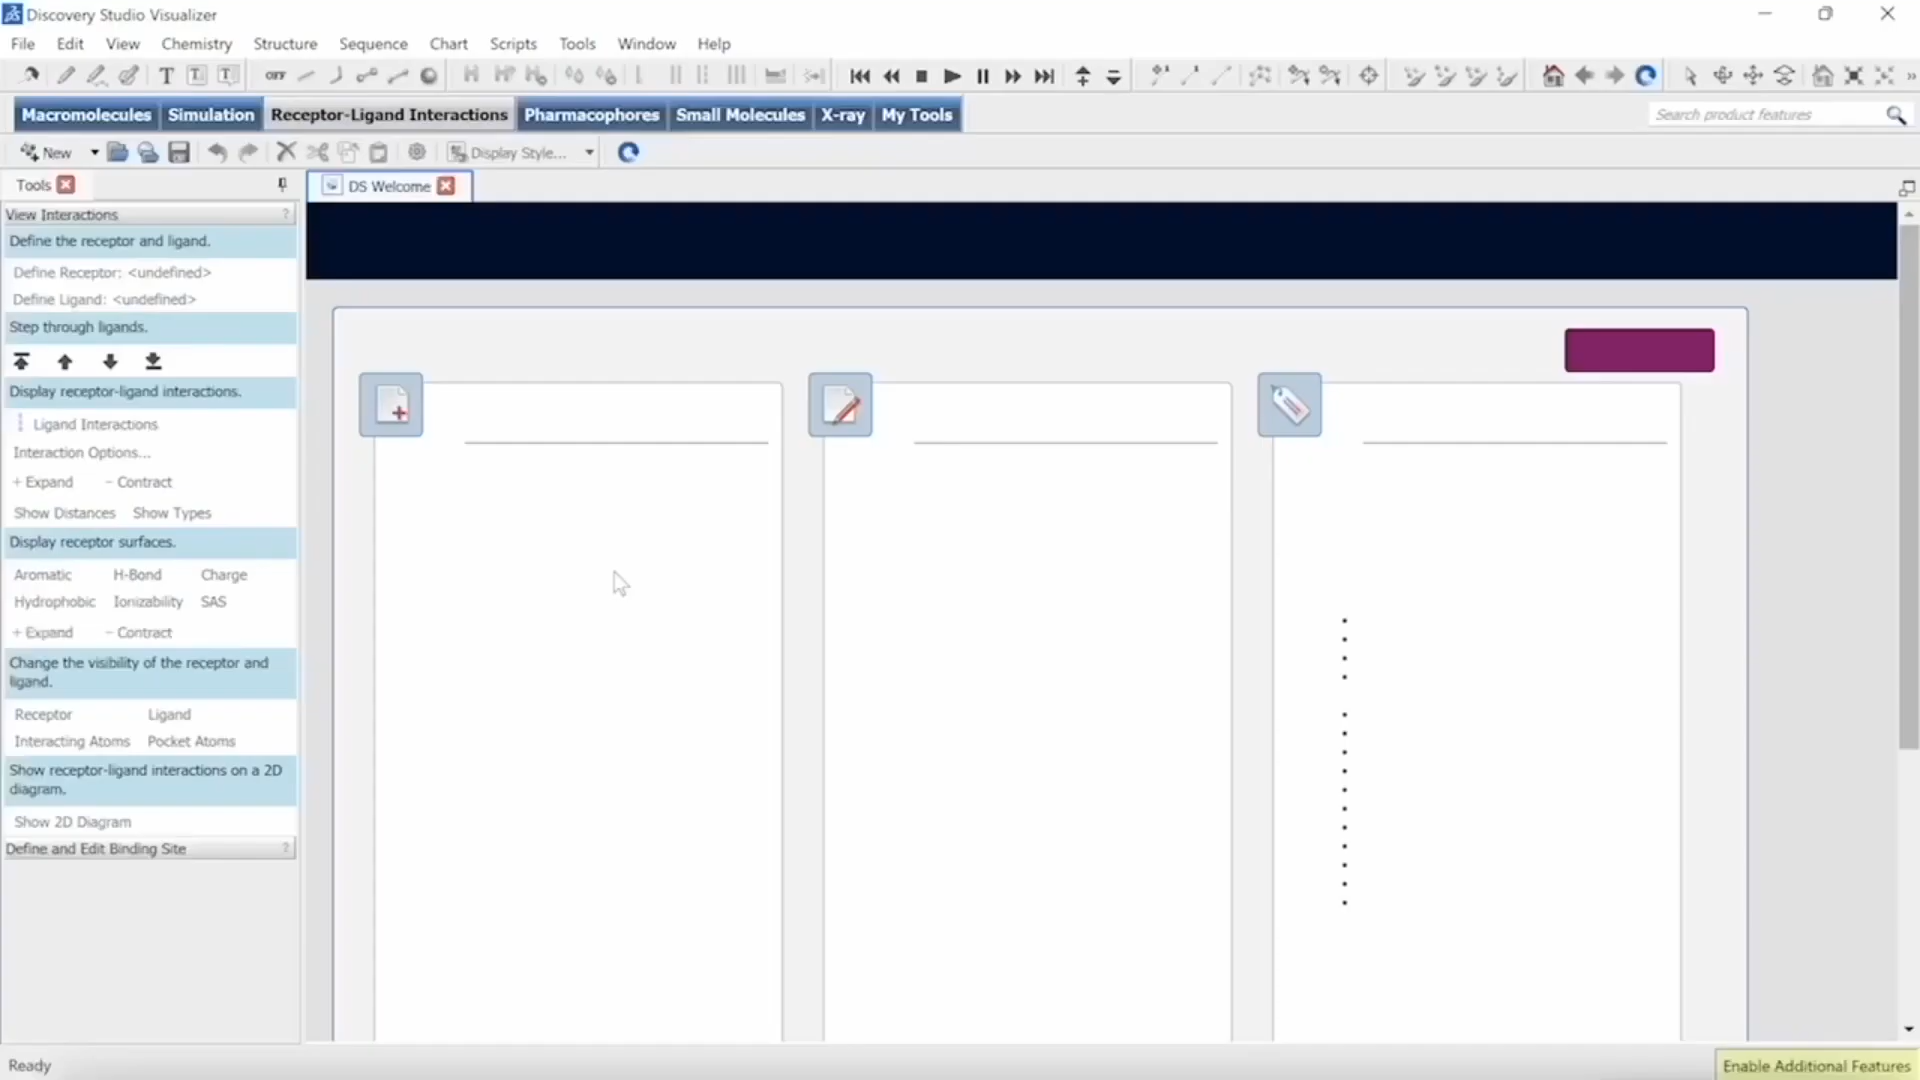 Discovery Studio Visualizer
File Edit View Chemistry Structure Sequence Chart Scripts Tools Window Help
T T T OFF
Macromolecules Simulation Receptor-Ligand Interactions Pharmacophores Small Molecules X-ray My Tools Search product features
New Display Style...
Tools DS Welcome
View Interactions ?
Define the receptor and ligand.
Define Receptor: <undefined>
Define Ligand: <undefined>
Step through ligands.
Display receptor-ligand interactions.
Ligand Interactions
Interaction Options...
+ Expand - Contract
Show Distances Show Types
Display receptor surfaces.
Aromatic H-Bond Charge
Hydrophobic Ionizability SAS
+ Expand - Contract
Change the visibility of the receptor and
ligand.
Receptor Ligand
Interacting Atoms Pocket Atoms
Show receptor-ligand interactions on a 2D
diagram.
Show 2D Diagram
Define and Edit Binding Site ?
Ready Enable Additional Features